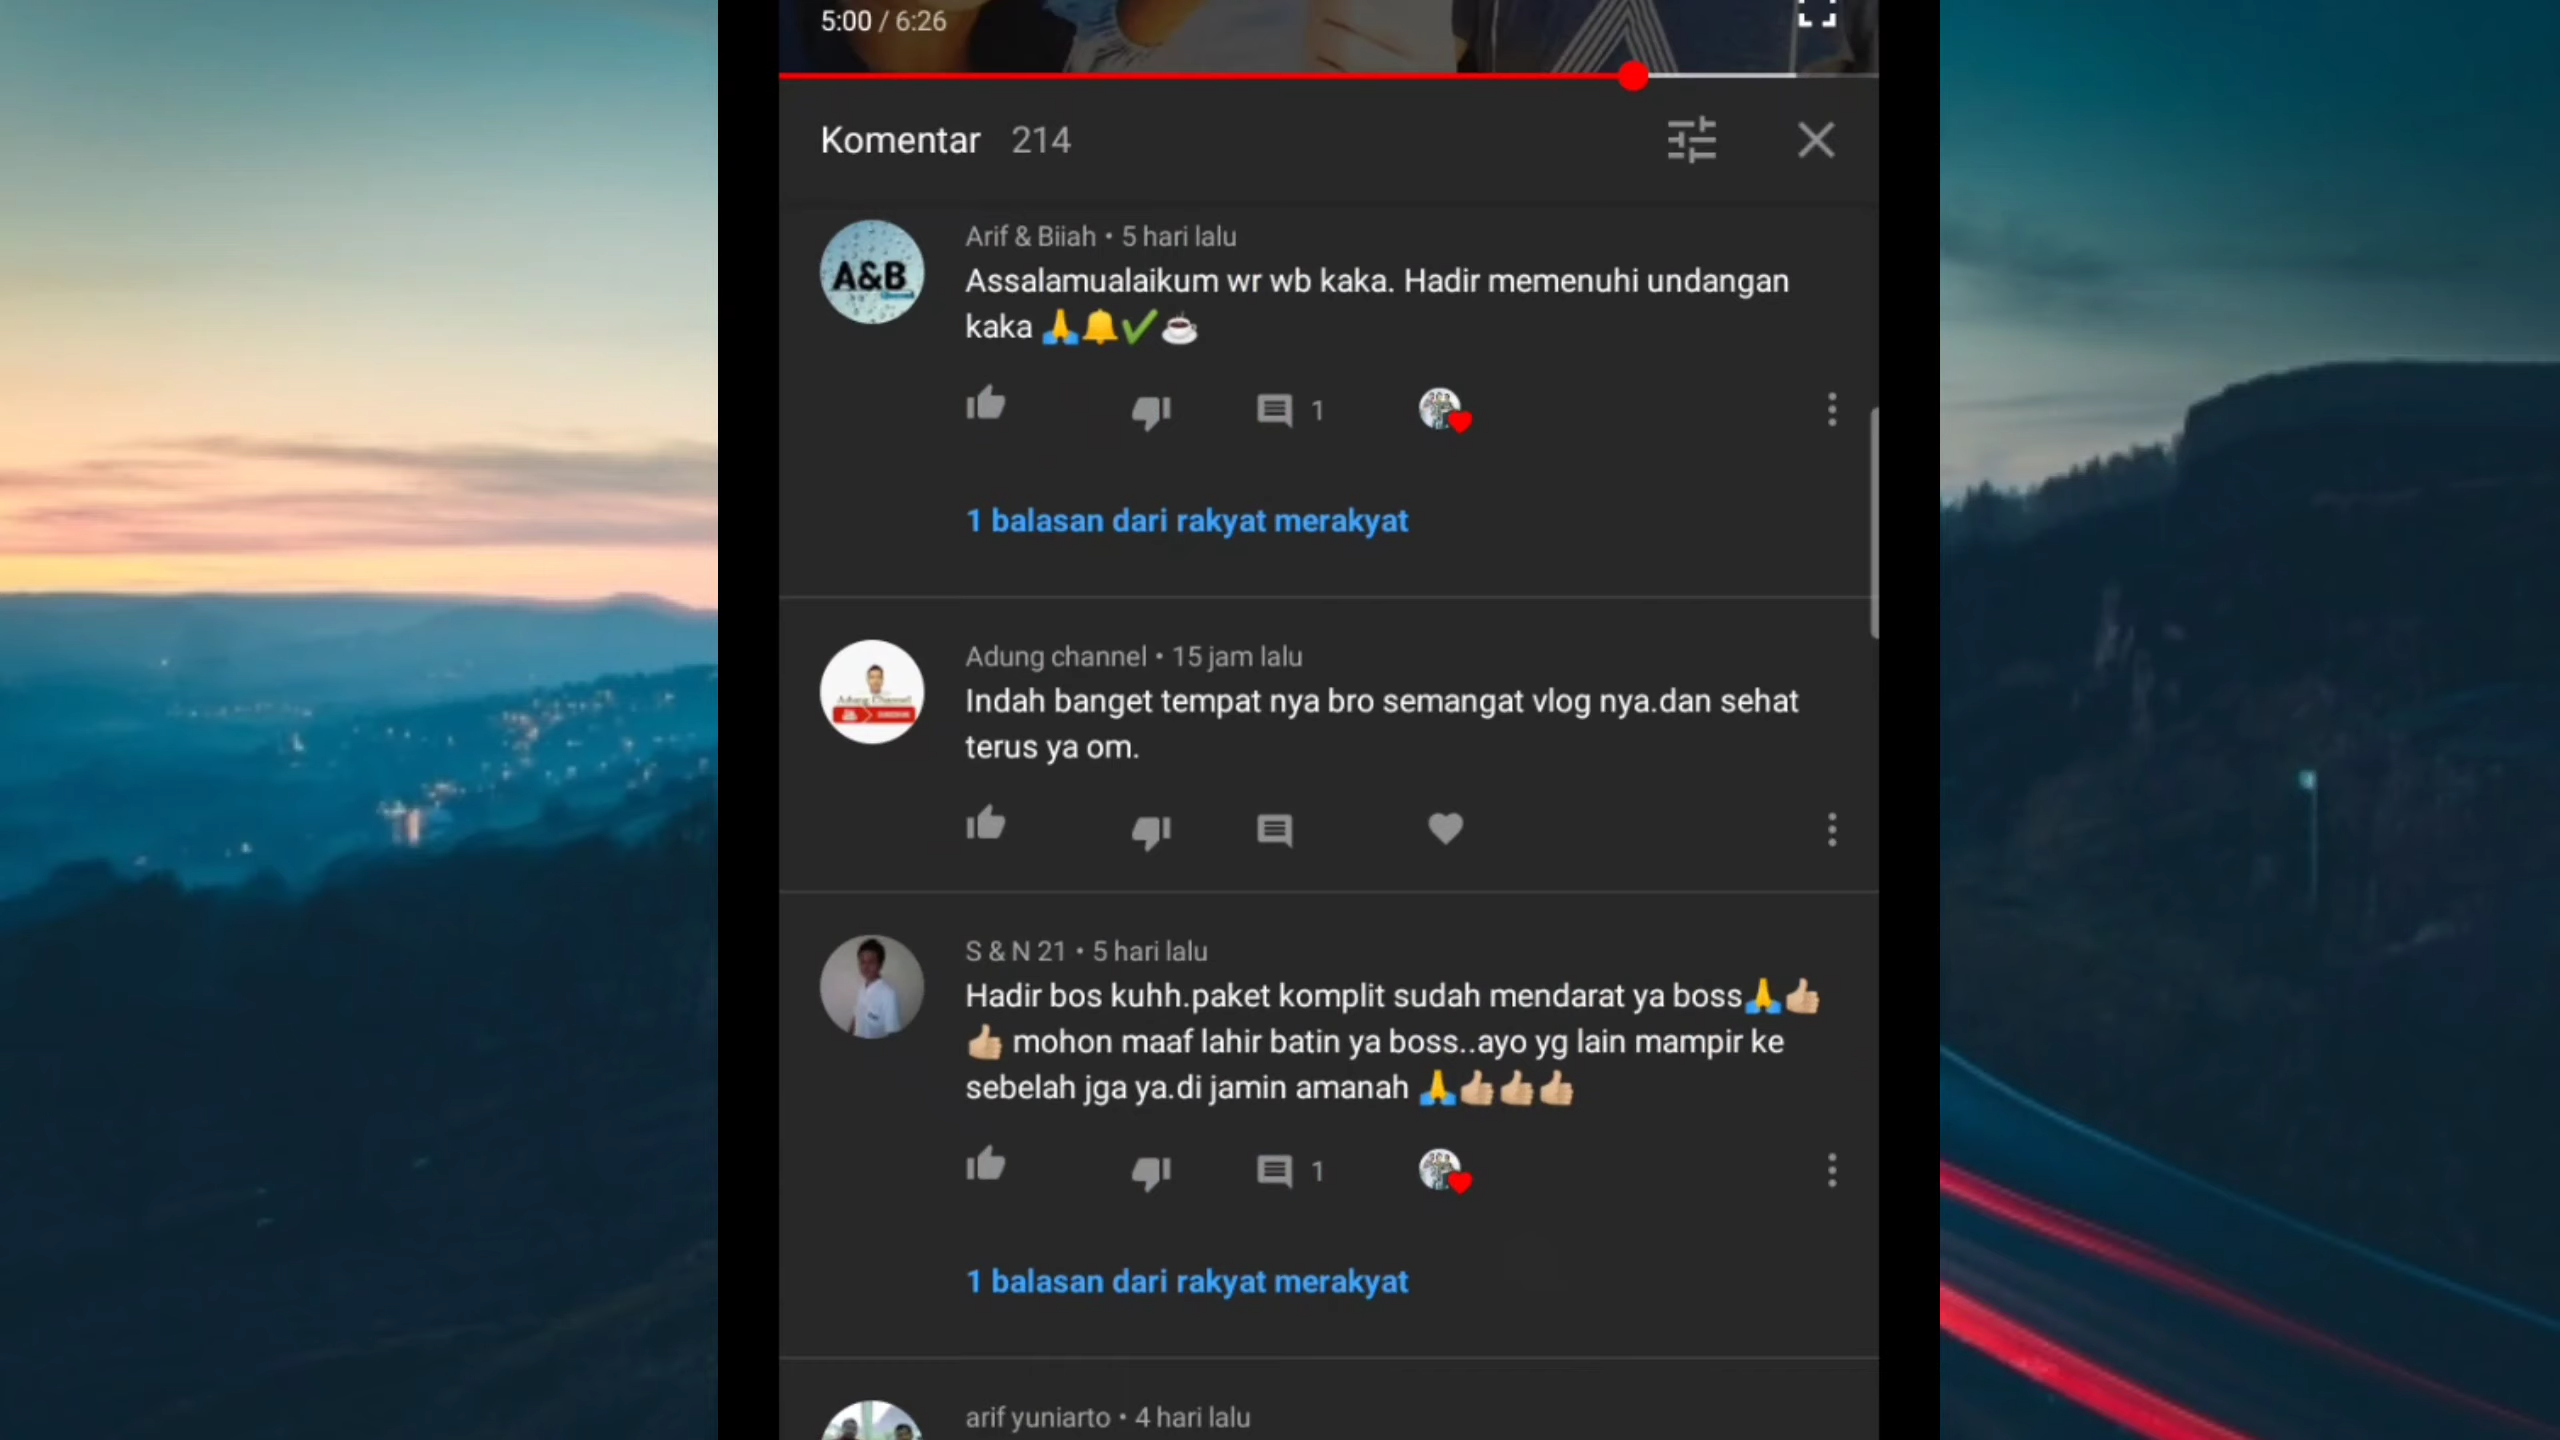 5:00 / 6:26
Komentar 214
A&B
Arif & Biiah • 5 hari lalu
Assalamualaikum wr wb kaka. Hadir memenuhi undangan
kaka 🙏🔔✔️☕
1
1 balasan dari rakyat merakyat
Adung Channel
Adung channel • 15 jam lalu
Indah banget tempat nya bro semangat vlog nya.dan sehat
terus ya om.
S & N 21 • 5 hari lalu
Hadir bos kuhh.paket komplit sudah mendarat ya boss🙏👍🏼
👍🏼 mohon maaf lahir batin ya boss..ayo yg lain mampir ke
sebelah jga ya.di jamin amanah 🙏👍🏼👍🏼👍🏼
1
1 balasan dari rakyat merakyat
arif yuniarto • 4 hari lalu